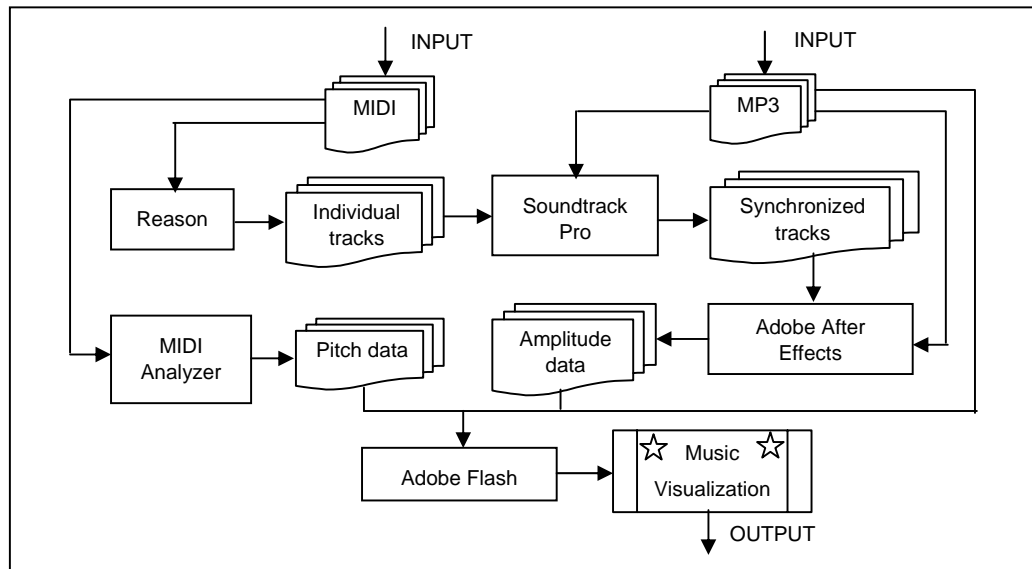 INPUT
INPUT
MIDI
MP3
Reason
Individual
tracks
Soundtrack
Pro
Synchronized
tracks
MIDI
Analyzer
Pitch data
Amplitude
data
Adobe After
Effects
Adobe Flash
Music
Visualization
OUTPUT